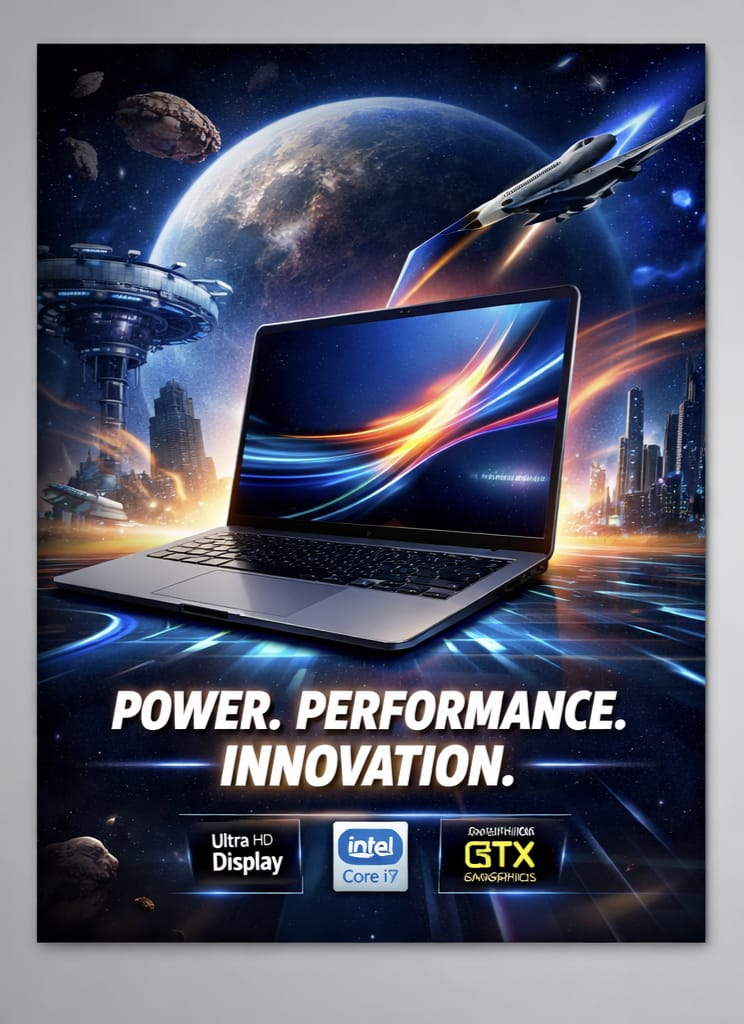 POWER. PERFORMANCE.
INNOVATION.
Ultra HD
Display
intel
Core i7
GTX